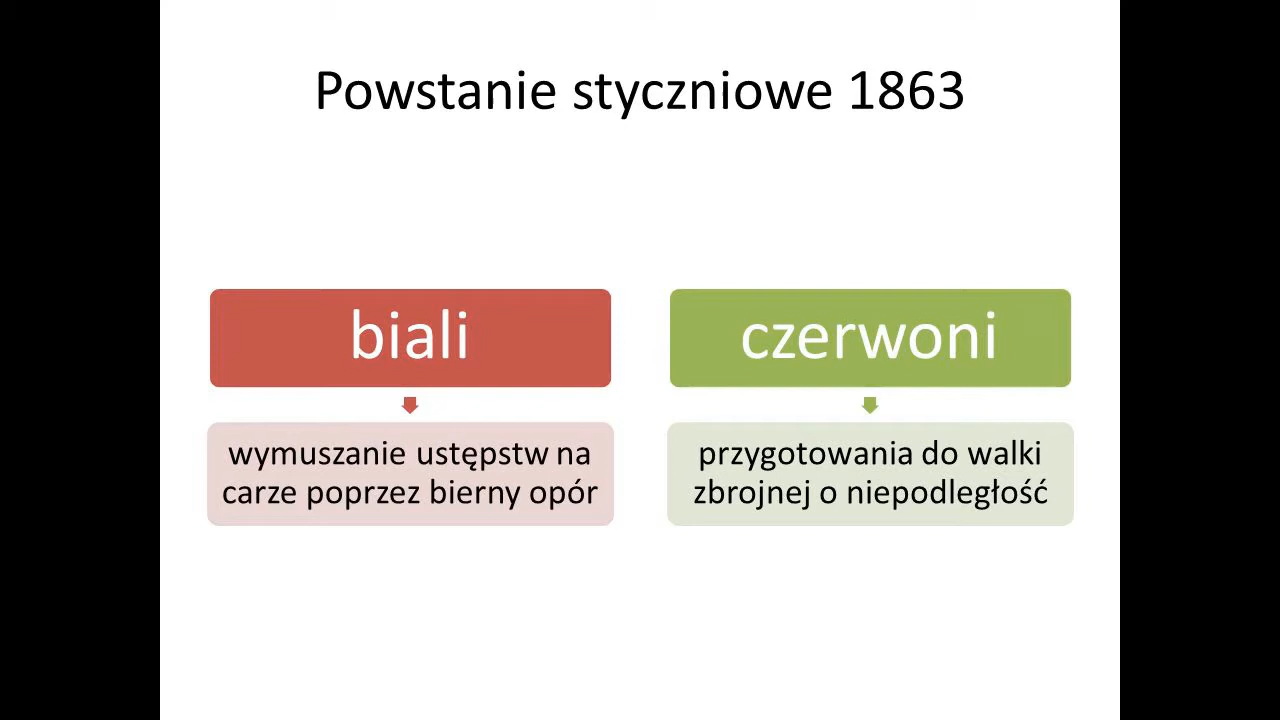 Powstanie styczniowe 1863
biali
wymuszanie ustępstw na
carze poprzez bierny opór
czerwoni
przygotowania do walki
zbrojnej o niepodległość